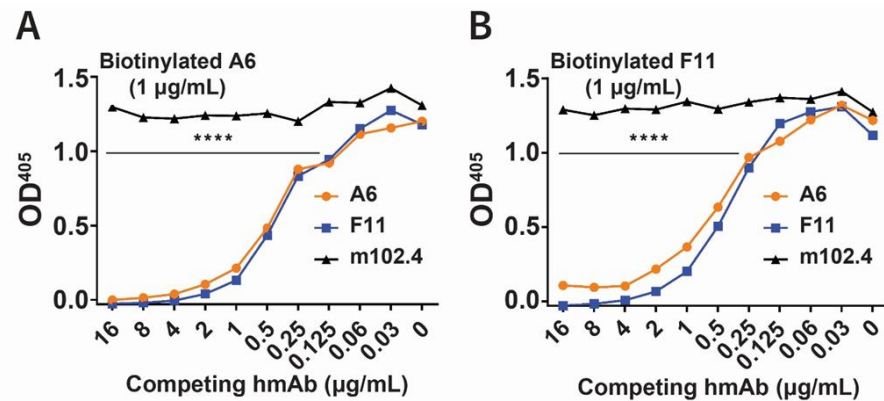 A
Biotinylated A6
(1 µg/mL)
1.5
1.0
0.5
0.0
OD405
****
A6
F11
m102.4
16
8
4
2
1
0.5
0.25
0.125
0.06
0.03
0
Competing hmAb (µg/mL)
B
Biotinylated F11
(1 µg/mL)
1.5
1.0
0.5
0.0
OD405
****
A6
F11
m102.4
16
8
4
2
1
0.5
0.25
0.125
0.06
0.03
0
Competing hmAb (µg/mL)